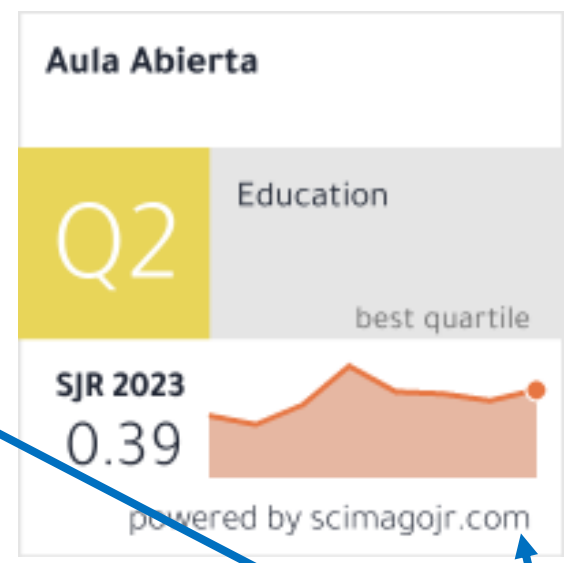 Aula Abierta
Q2
Education
best quartile
SJR 2023
0.39
powered by scimagojr.com